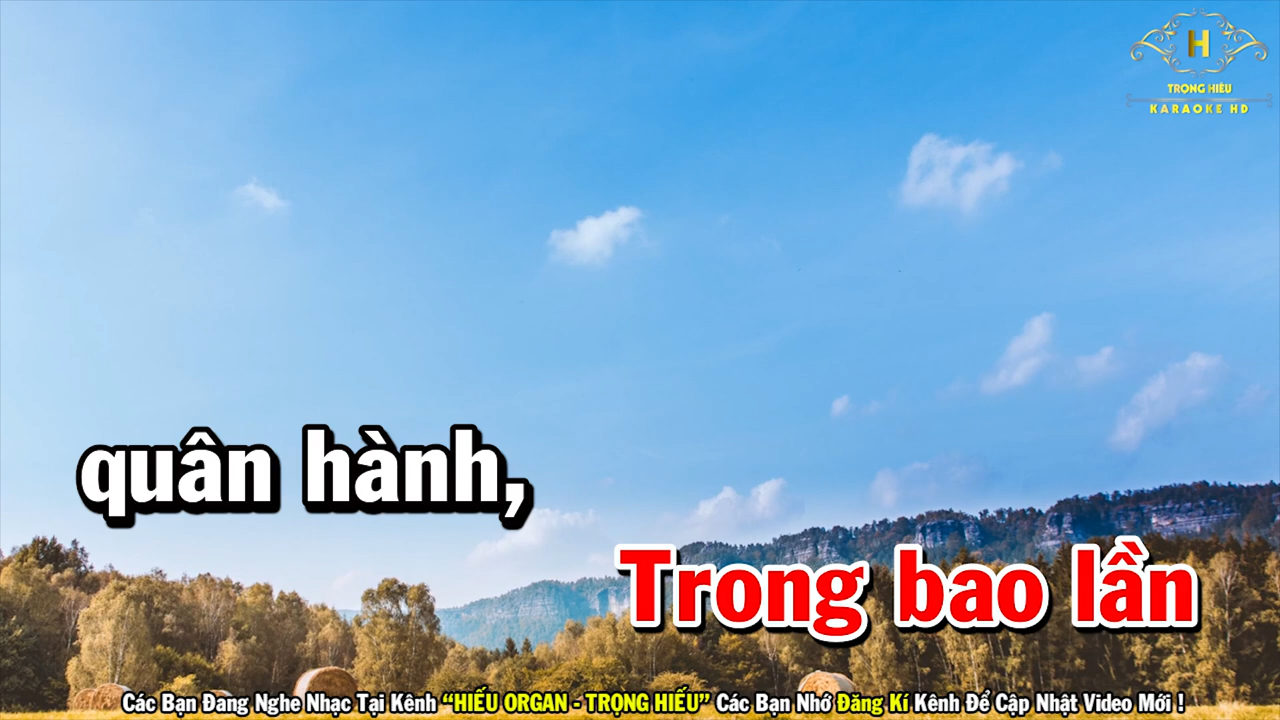 H
TRỌNG HIẾU
KARAOKE HD
quân hành,
Trong bao lần
Các Bạn Đang Nghe Nhạc Tại Kênh “HIẾU ORGAN - TRỌNG HIẾU” Các Bạn Nhớ Đăng Kí Kênh Để Cập Nhật Video Mới !